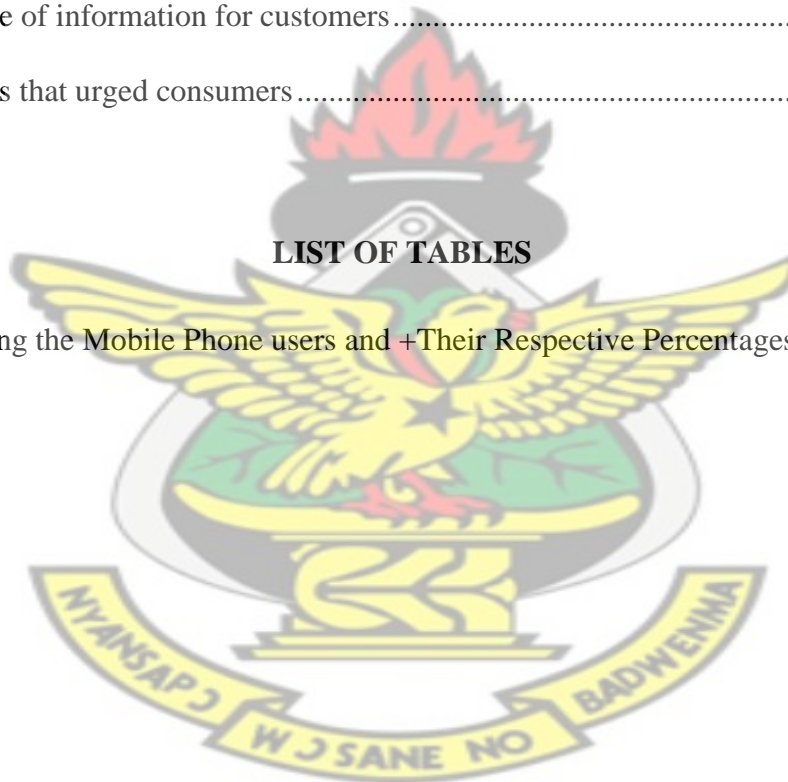 e of information for customers................................................
s that urged consumers................................................................
LIST OF TABLES
ng the Mobile Phone users and +Their Respective Percentages
NYANSAPƆ WƆSANE NO BADWENMA